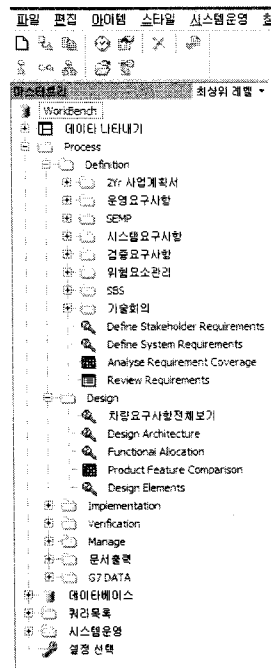 파일 편집 아이템 스타일 시스템운영
마스터트리 최상위 레벨
WorkBench
데이타 나타내기
Process
Definition
2Yr 사업계획서
운영요구사항
SEMP
시스템요구사항
검증요구사항
위험요소관리
SBS
기술회의
Define Stakeholder Requirements
Define System Requirements
Analyse Requirement Coverage
Review Requirements
Design
차량요구사항전체보기
Design Architecture
Functional Allocation
Product Feature Comparison
Design Elements
Implementation
Verification
Manage
문서출력
G7 DATA
데이타베이스
쿼리목록
시스템운영
설정 선택